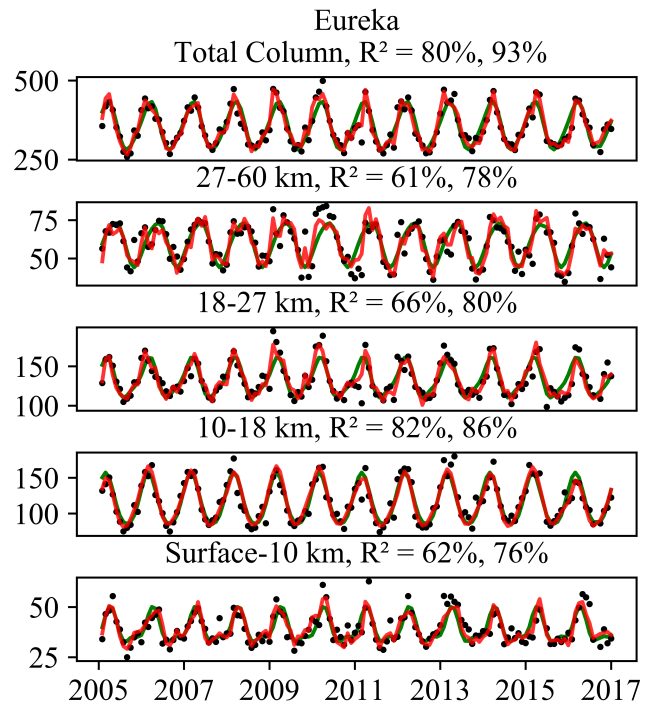 Eureka
Total Column, R² = 80%, 93%
500
250
27-60 km, R² = 61%, 78%
75
50
18-27 km, R² = 66%, 80%
150
100
10-18 km, R² = 82%, 86%
150
100
Surface-10 km, R² = 62%, 76%
50
25
2005 2007 2009 2011 2013 2015 2017